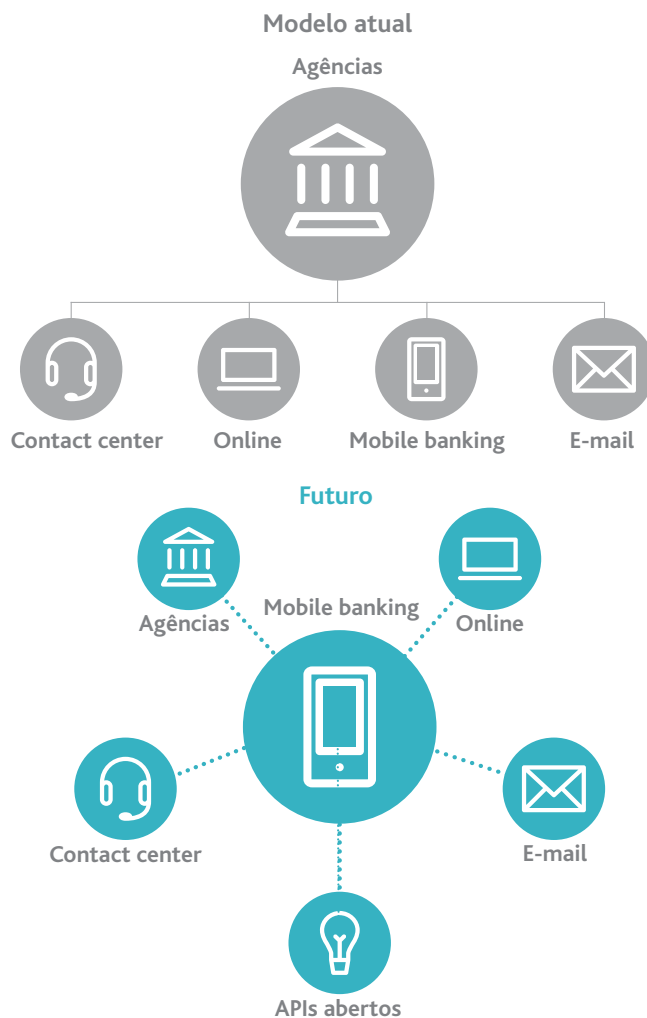 Modelo atual
Agências
Contact center
Online
Mobile banking
E-mail
Futuro
Agências
Mobile banking
Online
Contact center
E-mail
APIs abertos